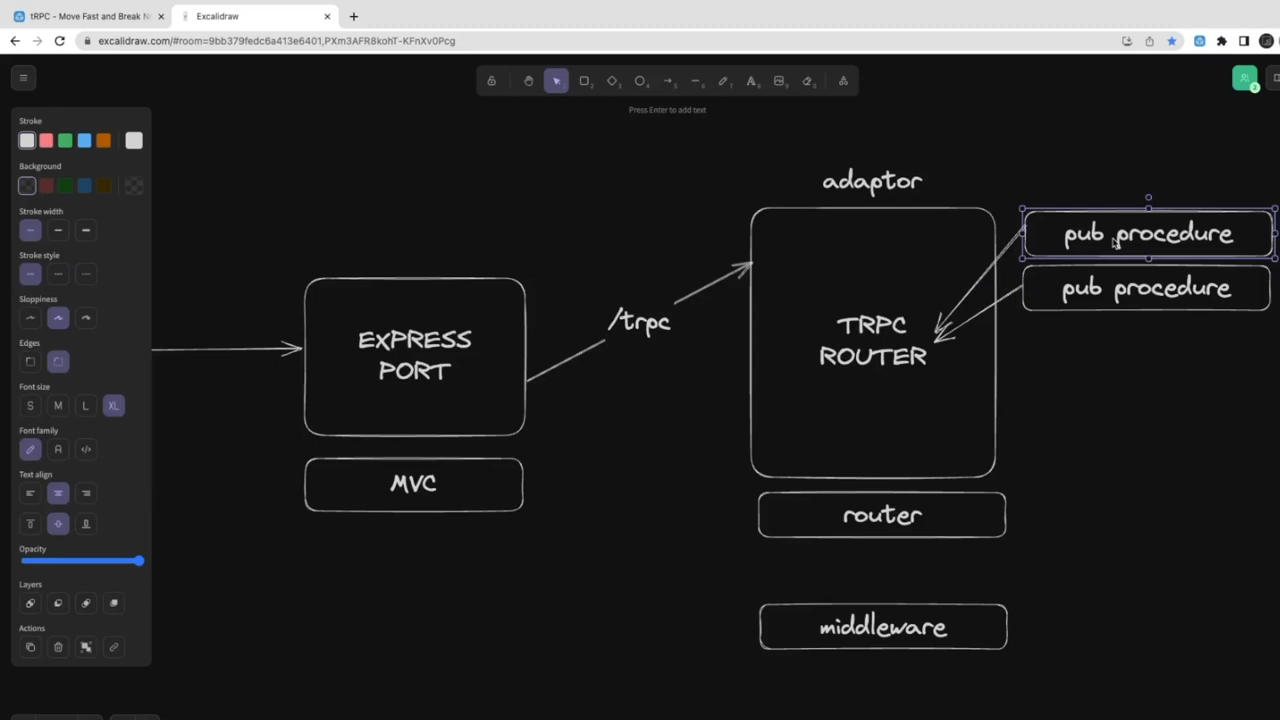 tRPC - Move Fast and Break N
Excalidraw
excalidraw.com/#room=9bb379fedc6a413e6401,PXm3AFR8kohT-KFnXv0Pcg
Press Enter to add text
2
Stroke
Background
Stroke width
Stroke style
Sloppiness
Edges
Font size
S M L XL
Font family
A </>
Text align
Opacity
Layers
Actions
adaptor
pub procedure
pub procedure
/trpc
EXPRESS
PORT
TRPC
ROUTER
MVC
router
middleware